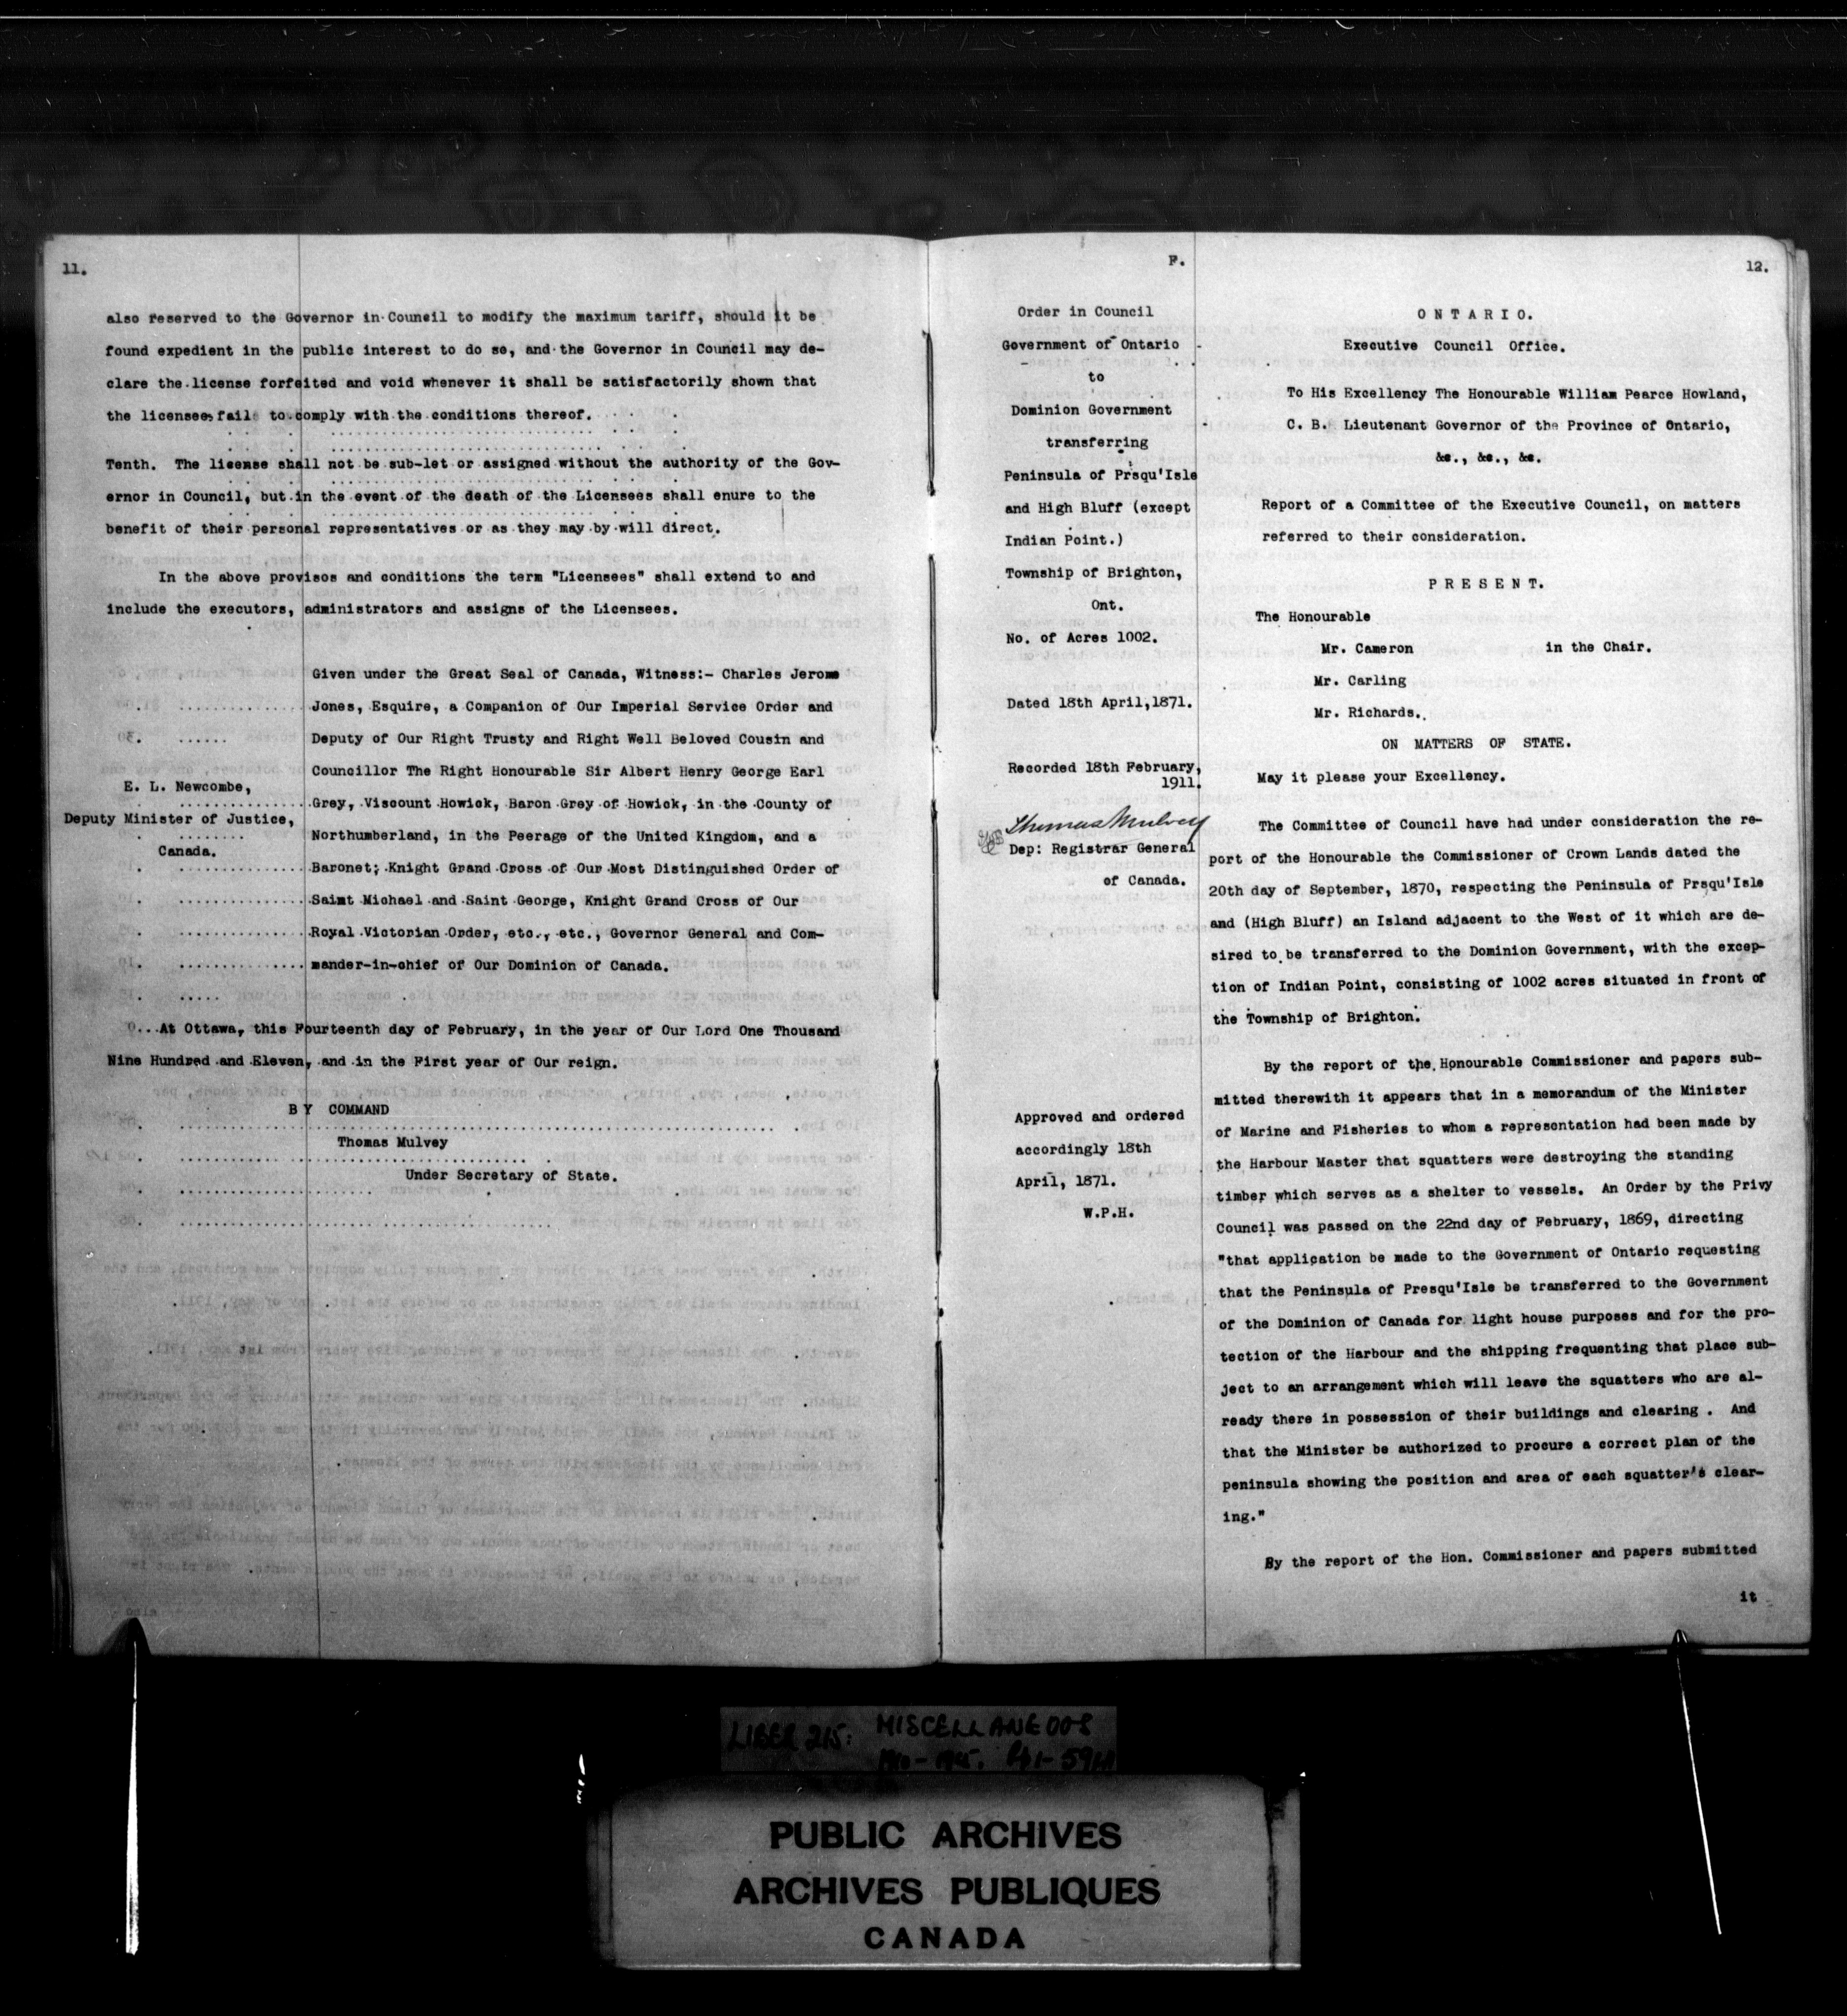 11.
also reserved to the Governor in Council to modify the maximum tariff, should it be
found expedient in the public interest to do so, and the Governor in Council may de-
clare the license forfeited and void whenever it shall be satisfactorily shown that
the licensees fail to comply with the conditions thereof.
Tenth. The license shall not be sub-let or assigned without the authority of the Gov-
ernor in Council, but in the event of the death of the Licensees shall enure to the
benefit of their personal representatives or as they may by will direct.
In the above provisos and conditions the term "Licensees" shall extend to and
include the executors, administrators and assigns of the Licensees.
Given under the Great Seal of Canada, Witness:- Charles Jerome
Jones, Esquire, a Companion of Our Imperial Service Order and
Deputy of Our Right Trusty and Right Well Beloved Cousin and
Councillor The Right Honourable Sir Albert Henry George Earl
E. L. Newcombe,
Grey, Viscount Howick, Baron Grey of Howick, in the County of
Deputy Minister of Justice,
Northumberland, in the Peerage of the United Kingdom, and a
Canada.
Baronet; Knight Grand Cross of Our Most Distinguished Order of
Saint Michael and Saint George, Knight Grand Cross of Our
Royal Victorian Order, etc., etc., Governor General and Com-
mander-in-chief of Our Dominion of Canada.
At Ottawa, this Fourteenth day of February, in the year of Our Lord One Thousand
Nine Hundred and Eleven, and in the First year of Our reign.
BY COMMAND
Thomas Mulvey
Under Secretary of State.
F.
12.
Order in Council
Government of Ontario
to
Dominion Government
transferring
Peninsula of Prsqu'Isle
and High Bluff (except
Indian Point.)
Township of Brighton,
Ont.
No. of Acres 1002.
Dated 18th April, 1871.
Recorded 18th February,
1911.
Thomas Mulvey
Dep: Registrar General
of Canada.
Approved and ordered
accordingly 18th
April, 1871.
W.P.H.
ONTARIO.
Executive Council Office.
To His Excellency The Honourable William Pearce Howland,
C. B. Lieutenant Governor of the Province of Ontario,
&c., &c., &c.
Report of a Committee of the Executive Council, on matters
referred to their consideration.
PRESENT.
The Honourable
Mr. Cameron in the Chair.
Mr. Carling
Mr. Richards.
ON MATTERS OF STATE.
May it please your Excellency.
The Committee of Council have had under consideration the re-
port of the Honourable the Commissioner of Crown Lands dated the
20th day of September, 1870, respecting the Peninsula of Prsqu'Isle
and (High Bluff) an Island adjacent to the West of it which are de-
sired to be transferred to the Dominion Government, with the excep-
tion of Indian Point, consisting of 1002 acres situated in front of
the Township of Brighton.
By the report of the Honourable Commissioner and papers sub-
mitted therewith it appears that in a memorandum of the Minister
of Marine and Fisheries to whom a representation had been made by
the Harbour Master that squatters were destroying the standing
timber which serves as a shelter to vessels. An Order by the Privy
Council was passed on the 22nd day of February, 1869, directing
"that application be made to the Government of Ontario requesting
that the Peninsula of Presqu'Isle be transferred to the Government
of the Dominion of Canada for light house purposes and for the pro-
tection of the Harbour and the shipping frequenting that place sub-
ject to an arrangement which will leave the squatters who are al-
ready there in possession of their buildings and clearing . And
that the Minister be authorized to procure a correct plan of the
peninsula showing the position and area of each squatter's clear-
ing."
By the report of the Hon. Commissioner and papers submitted
it
LIBER 215: MISCELLANEOUS
PUBLIC ARCHIVES
ARCHIVES PUBLIQUES
CANADA